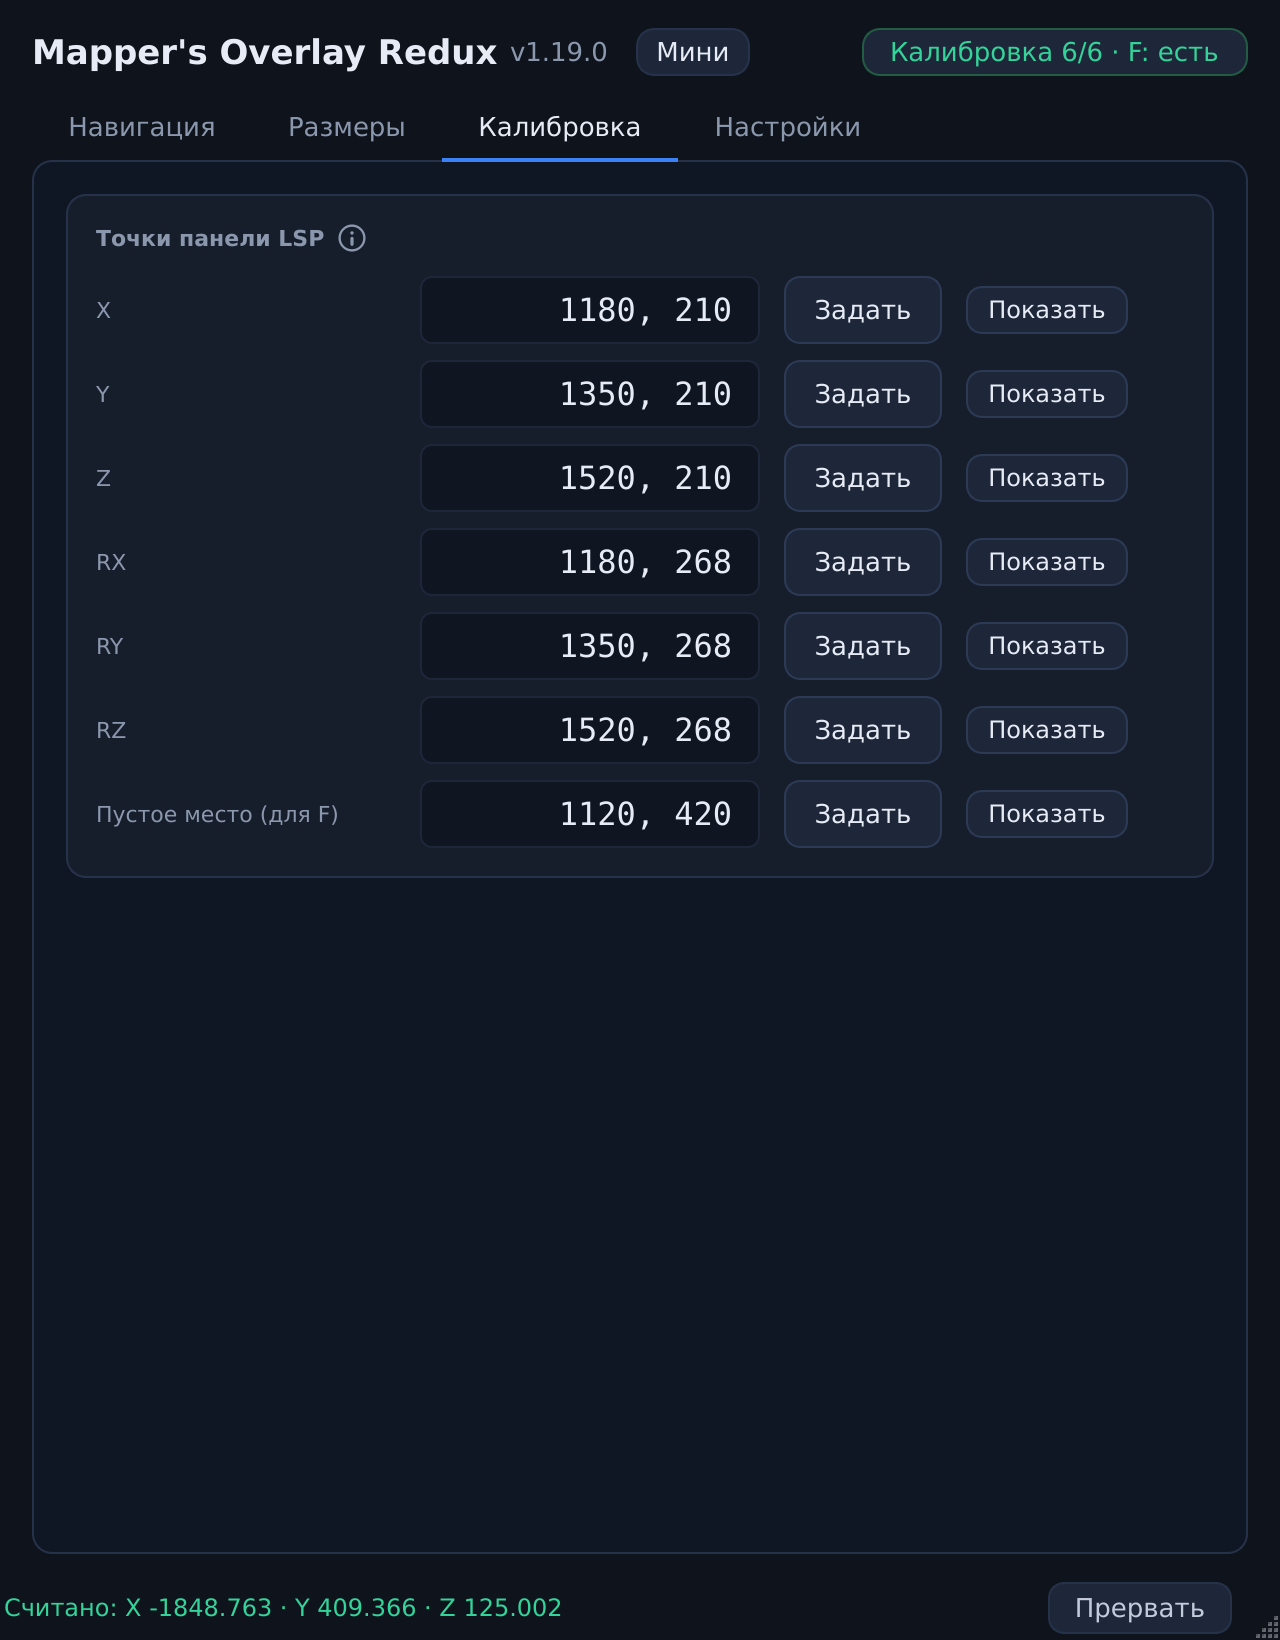 Mapper's Overlay Redux v1.19.0 Мини Калибровка 6/6 · F: есть
Навигация Размеры Калибровка Настройки
Точки панели LSP
X 1180, 210 Задать Показать
Y 1350, 210 Задать Показать
Z 1520, 210 Задать Показать
RX 1180, 268 Задать Показать
RY 1350, 268 Задать Показать
RZ 1520, 268 Задать Показать
Пустое место (для F) 1120, 420 Задать Показать
Считано: X -1848.763 · Y 409.366 · Z 125.002 Прервать